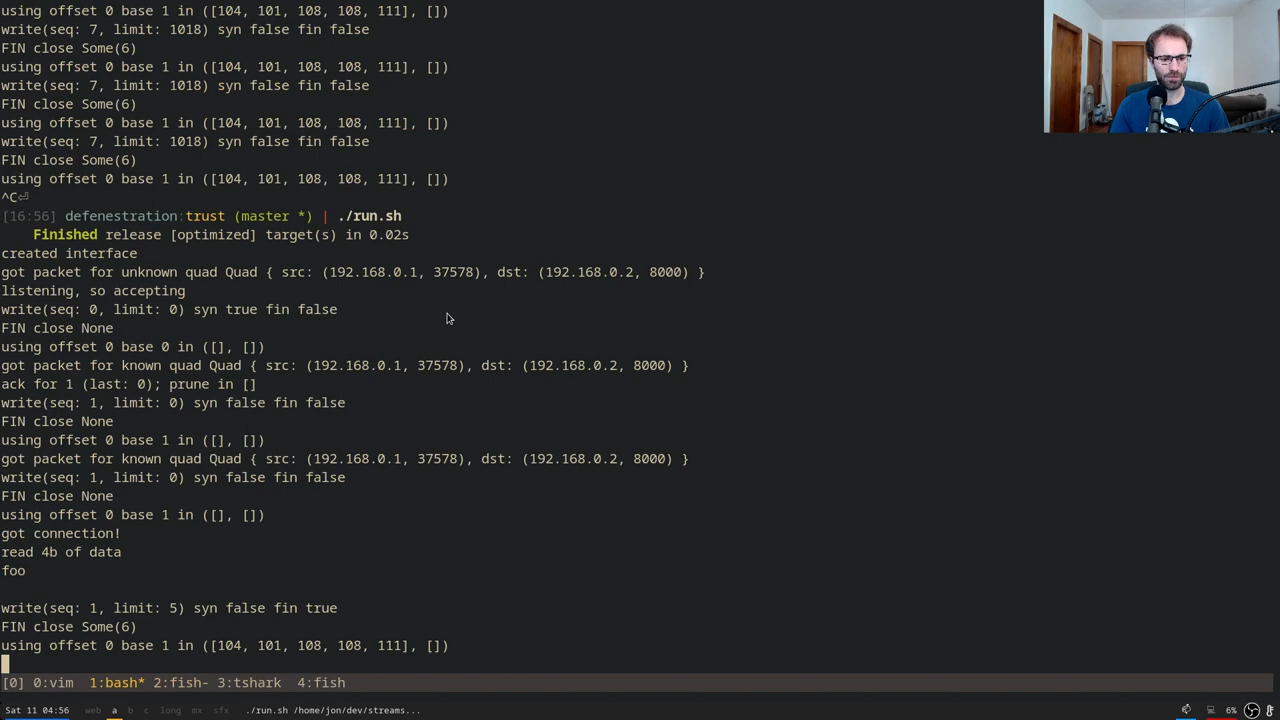 using offset 0 base 1 in ([104, 101, 108, 108, 111], [])
write(seq: 7, limit: 1018) syn false fin false
FIN close Some(6)
using offset 0 base 1 in ([104, 101, 108, 108, 111], [])
write(seq: 7, limit: 1018) syn false fin false
FIN close Some(6)
using offset 0 base 1 in ([104, 101, 108, 108, 111], [])
write(seq: 7, limit: 1018) syn false fin false
FIN close Some(6)
using offset 0 base 1 in ([104, 101, 108, 108, 111], [])
^C⏎
[16:56] defenestration:trust (master *) | ./run.sh
Finished release [optimized] target(s) in 0.02s
created interface
got packet for unknown quad Quad { src: (192.168.0.1, 37578), dst: (192.168.0.2, 8000) }
listening, so accepting
write(seq: 0, limit: 0) syn true fin false
FIN close None
using offset 0 base 0 in ([], [])
got packet for known quad Quad { src: (192.168.0.1, 37578), dst: (192.168.0.2, 8000) }
ack for 1 (last: 0); prune in []
write(seq: 1, limit: 0) syn false fin false
FIN close None
using offset 0 base 1 in ([], [])
got packet for known quad Quad { src: (192.168.0.1, 37578), dst: (192.168.0.2, 8000) }
write(seq: 1, limit: 0) syn false fin false
FIN close None
using offset 0 base 1 in ([], [])
got connection!
read 4b of data
foo
write(seq: 1, limit: 5) syn false fin true
FIN close Some(6)
using offset 0 base 1 in ([104, 101, 108, 108, 111], [])
[0] 0:vim 1:bash* 2:fish- 3:tshark 4:fish
Sat 11 04:56 web a b c long mx sfx ./run.sh /home/jon/dev/streams... 6%